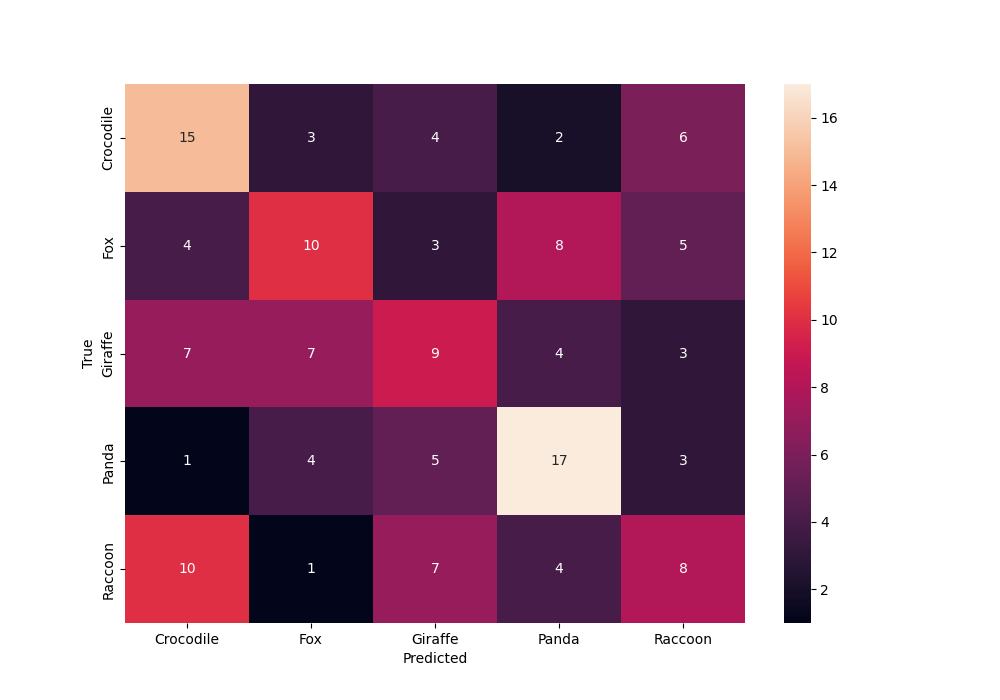 Crocodile 15 3 4 2 6
Fox 4 10 3 8 5
Giraffe 7 7 9 4 3
Panda 1 4 5 17 3
Raccoon 10 1 7 4 8
True
Crocodile Fox Giraffe Panda Raccoon
Predicted
16
14
12
10
8
6
4
2